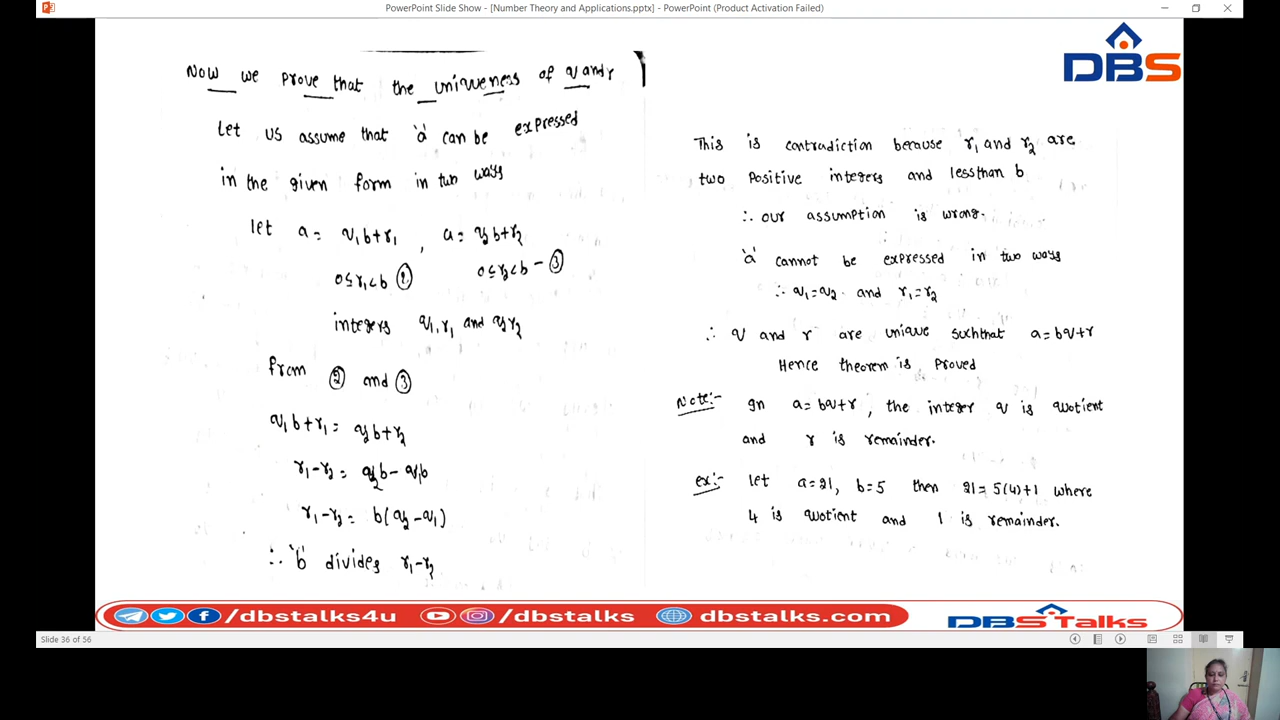 PowerPoint Slide Show - [Number Theory and Applications.pptx] - PowerPoint (Product Activation Failed)
DBS
Now we prove that the uniqueness of q and r
Let us assume that 'a' can be expressed
in the given form in two ways
let a = q₁b+r₁ , a = q₂b+r₂
0≤r₁<b ② 0≤r₂<b - ③
integers q₁,r₁ and q₂r₂
from ② and ③
q₁b+r₁ = q₂b+r₂
r₁-r₂ = q₂b - q₁b
r₁-r₂ = b(q₂-q₁)
∴ 'b' divides r₁-r₂
This is contradiction because r₁ and r₂ are
two positive integers and lessthan b
∴ our assumption is wrong.
'a' cannot be expressed in two ways
∴ q₁=q₂. and r₁=r₂
∴ q and r are unique suchthat a=bq+r
Hence theorem is proved
Note:- In a=bq+r, the integer q is quotient
and r is remainder.
ex:- let a=21, b=5 then 21=5(4)+1 where
4 is quotient and 1 is remainder.
/dbstalks4u /dbstalks dbstalks.com DBS Talks
Slide 36 of 56